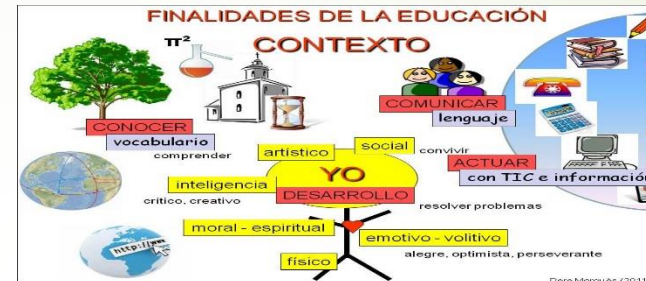 FINALIDADES DE LA EDUCACIÓN
π²
CONTEXTO
COMUNICAR
lenguaje
CONOCER
vocabulario
comprender
artístico
social
convivir
ACTUAR
con TIC e información
YO
inteligencia
DESARROLLO
crítico, creativo
resolver problemas
moral - espiritual
emotivo - volitivo
http://www
alegre, optimista, perseverante
físico